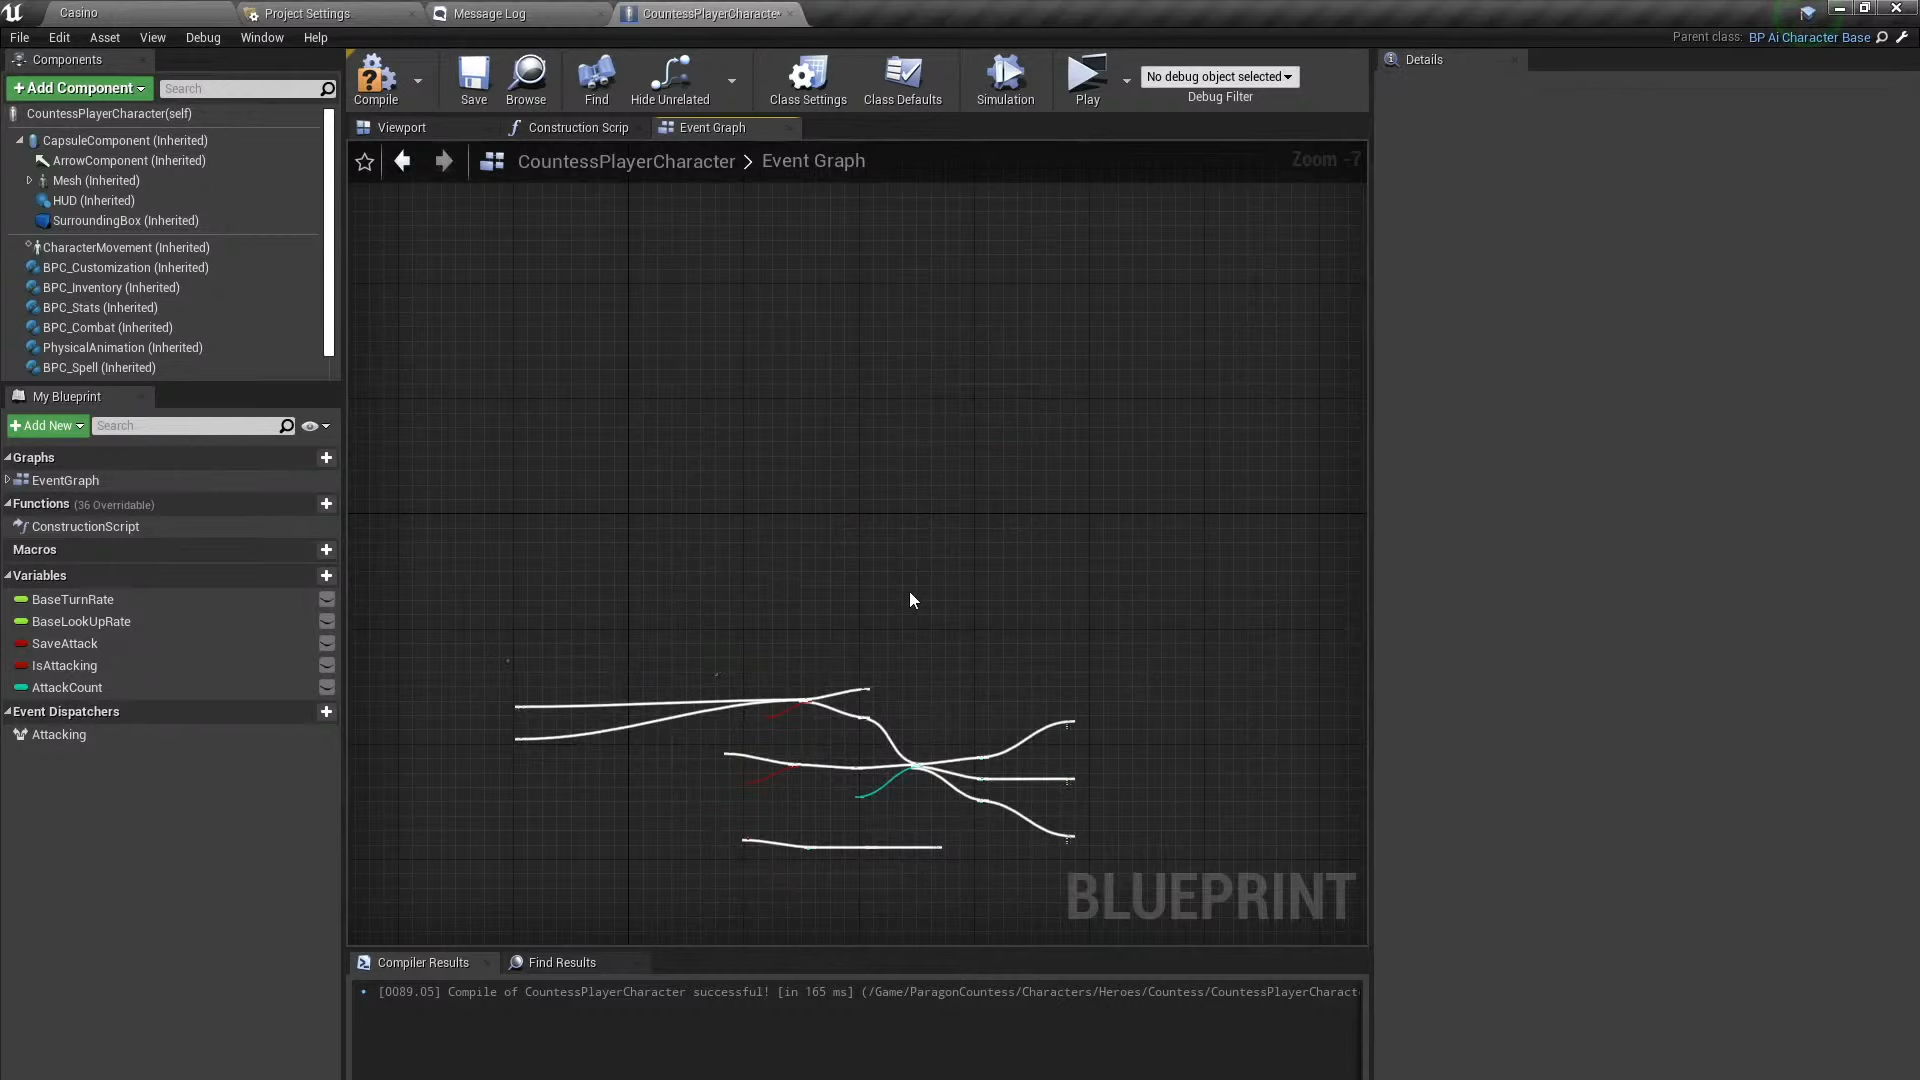 Casino
Project Settings
Message Log
CountessPlayerCharacte*
File
Edit
Asset
View
Debug
Window
Help
Parent class: BP Ai Character Base
Components
+ Add Component
Search
CountessPlayerCharacter(self)
CapsuleComponent (Inherited)
ArrowComponent (Inherited)
Mesh (Inherited)
HUD (Inherited)
SurroundingBox (Inherited)
CharacterMovement (Inherited)
BPC_Customization (Inherited)
BPC_Inventory (Inherited)
BPC_Stats (Inherited)
BPC_Combat (Inherited)
PhysicalAnimation (Inherited)
BPC_Spell (Inherited)
My Blueprint
+ Add New
Search
Graphs
EventGraph
Functions (36 Overridable)
ConstructionScript
Macros
Variables
BaseTurnRate
BaseLookUpRate
SaveAttack
IsAttacking
AttackCount
Event Dispatchers
Attacking
Compile
Save
Browse
Find
Hide Unrelated
Class Settings
Class Defaults
Simulation
Play
No debug object selected
Debug Filter
Viewport
Construction Scrip
Event Graph
CountessPlayerCharacter > Event Graph
Zoom -7
BLUEPRINT
Compiler Results
Find Results
[0089.05] Compile of CountessPlayerCharacter successful! [in 165 ms] (/Game/ParagonCountess/Characters/Heroes/Countess/CountessPlayerCharact
Details